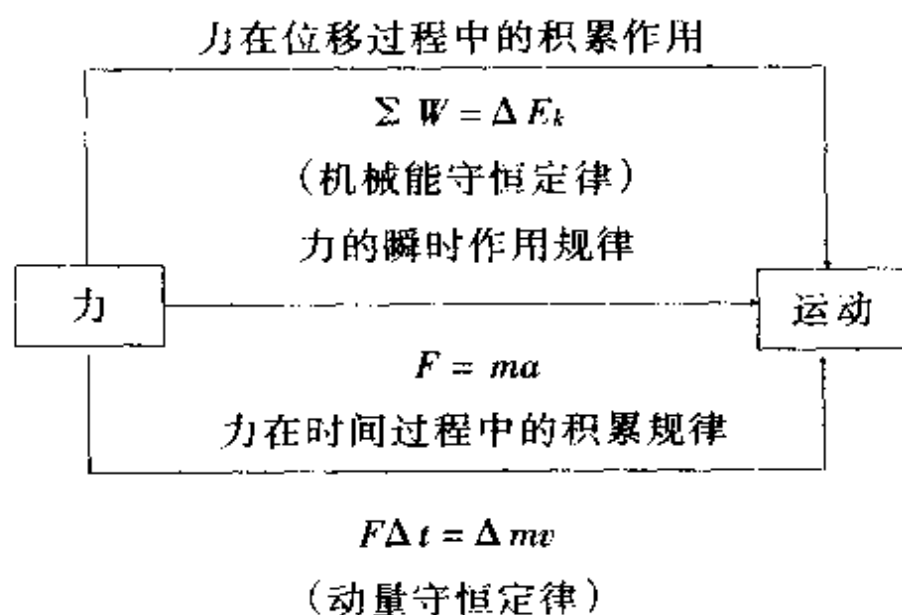 力在位移过程中的积累作用
Σ W = Δ E_k
(机械能守恒定律)
力的瞬时作用规律
力
运动
F = ma
力在时间过程中的积累规律
FΔt = Δmv
(动量守恒定律)